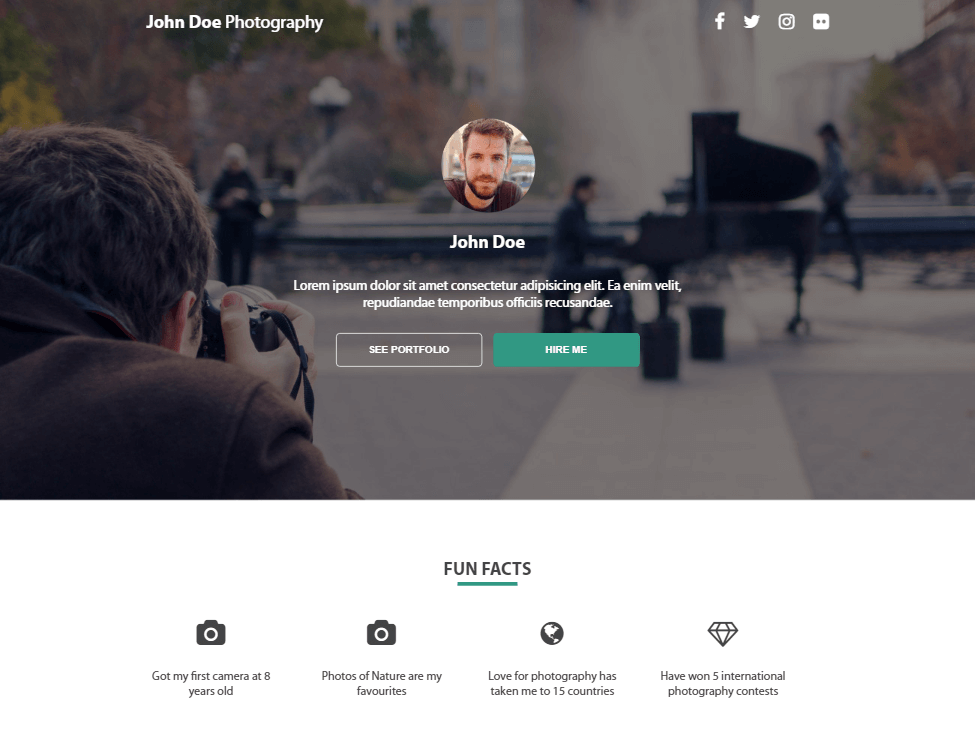 John Doe Photography
John Doe
Lorem ipsum dolor sit amet consectetur adipisicing elit. Ea enim velit,
repudiandae temporibus officiis recusandae.
SEE PORTFOLIO
HIRE ME
FUN FACTS
Got my first camera at 8
years old
Photos of Nature are my
favourites
Love for photography has
taken me to 15 countries
Have won 5 international
photography contests